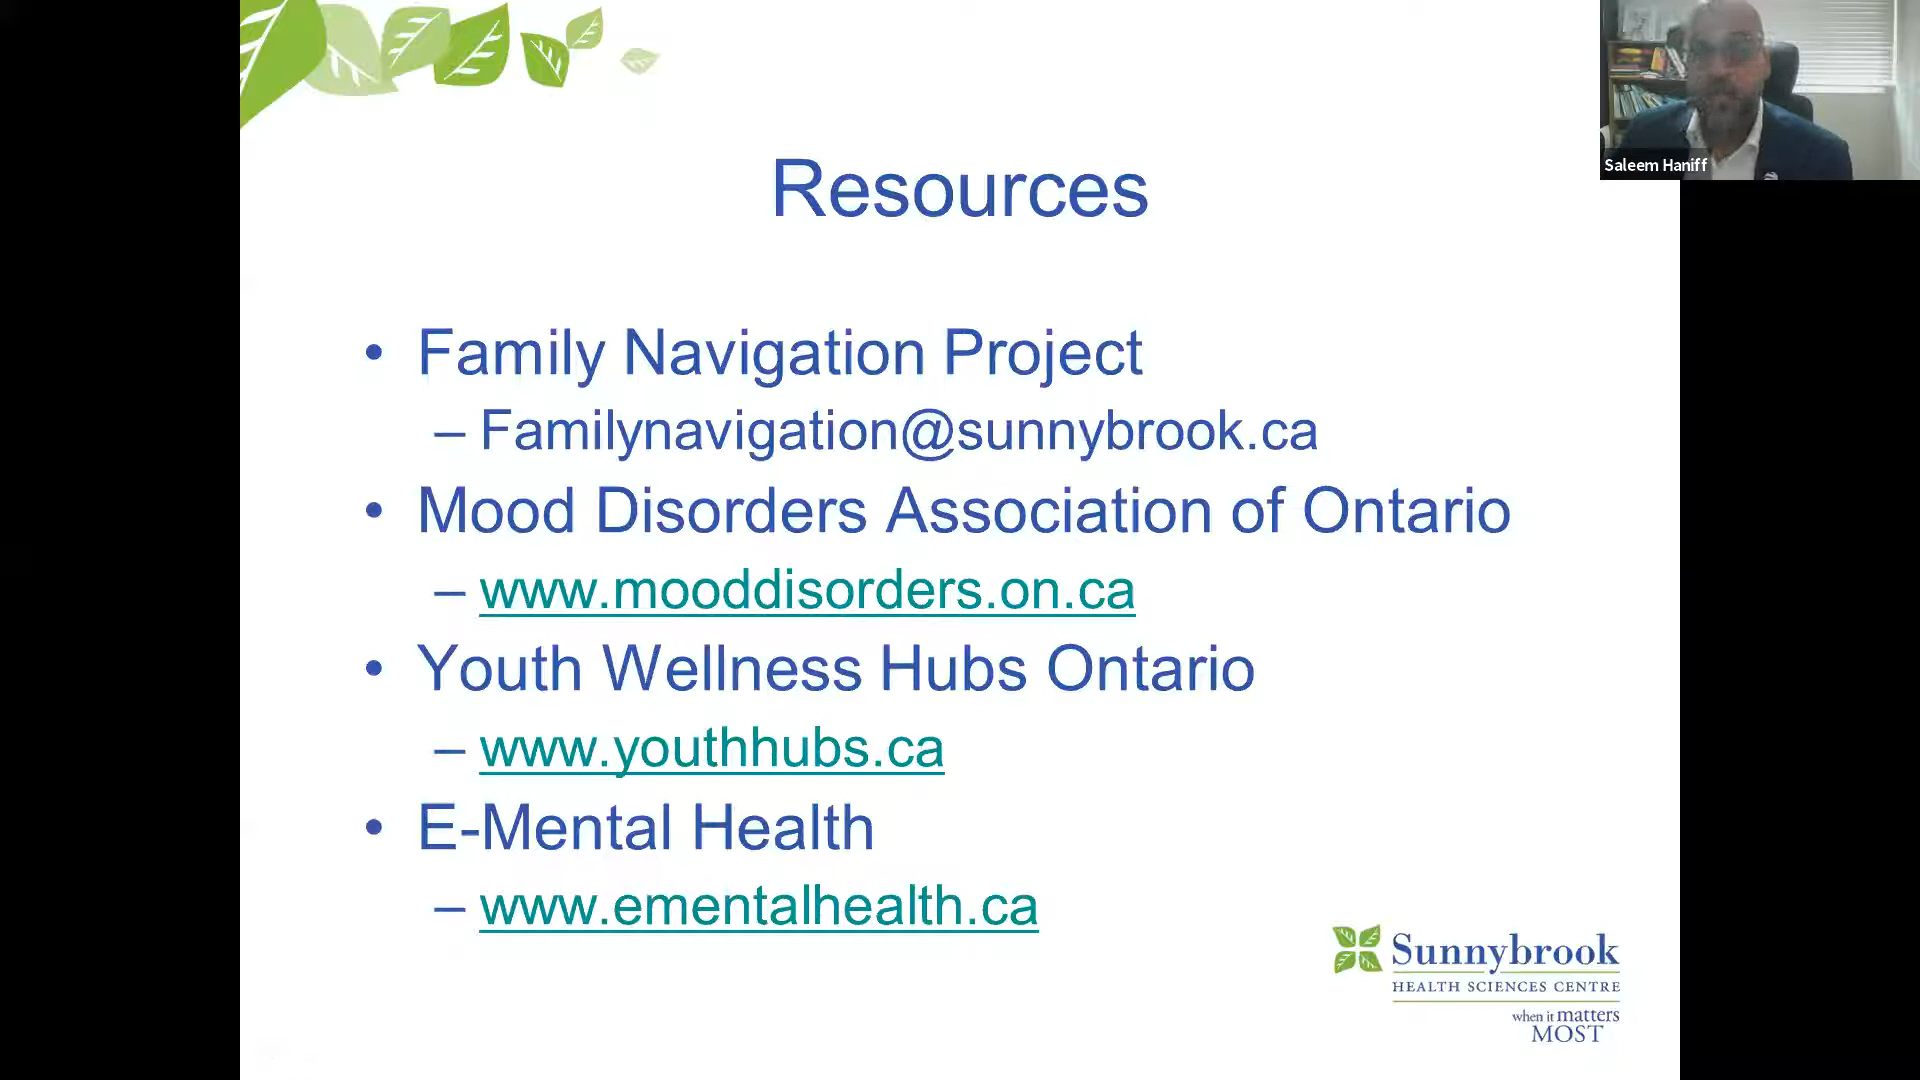 Saleem Haniff
Resources
• Family Navigation Project
– Familynavigation@sunnybrook.ca
• Mood Disorders Association of Ontario
– www.mooddisorders.on.ca
• Youth Wellness Hubs Ontario
– www.youthhubs.ca
• E-Mental Health
– www.ementalhealth.ca
Sunnybrook
HEALTH SCIENCES CENTRE
when it matters
MOST